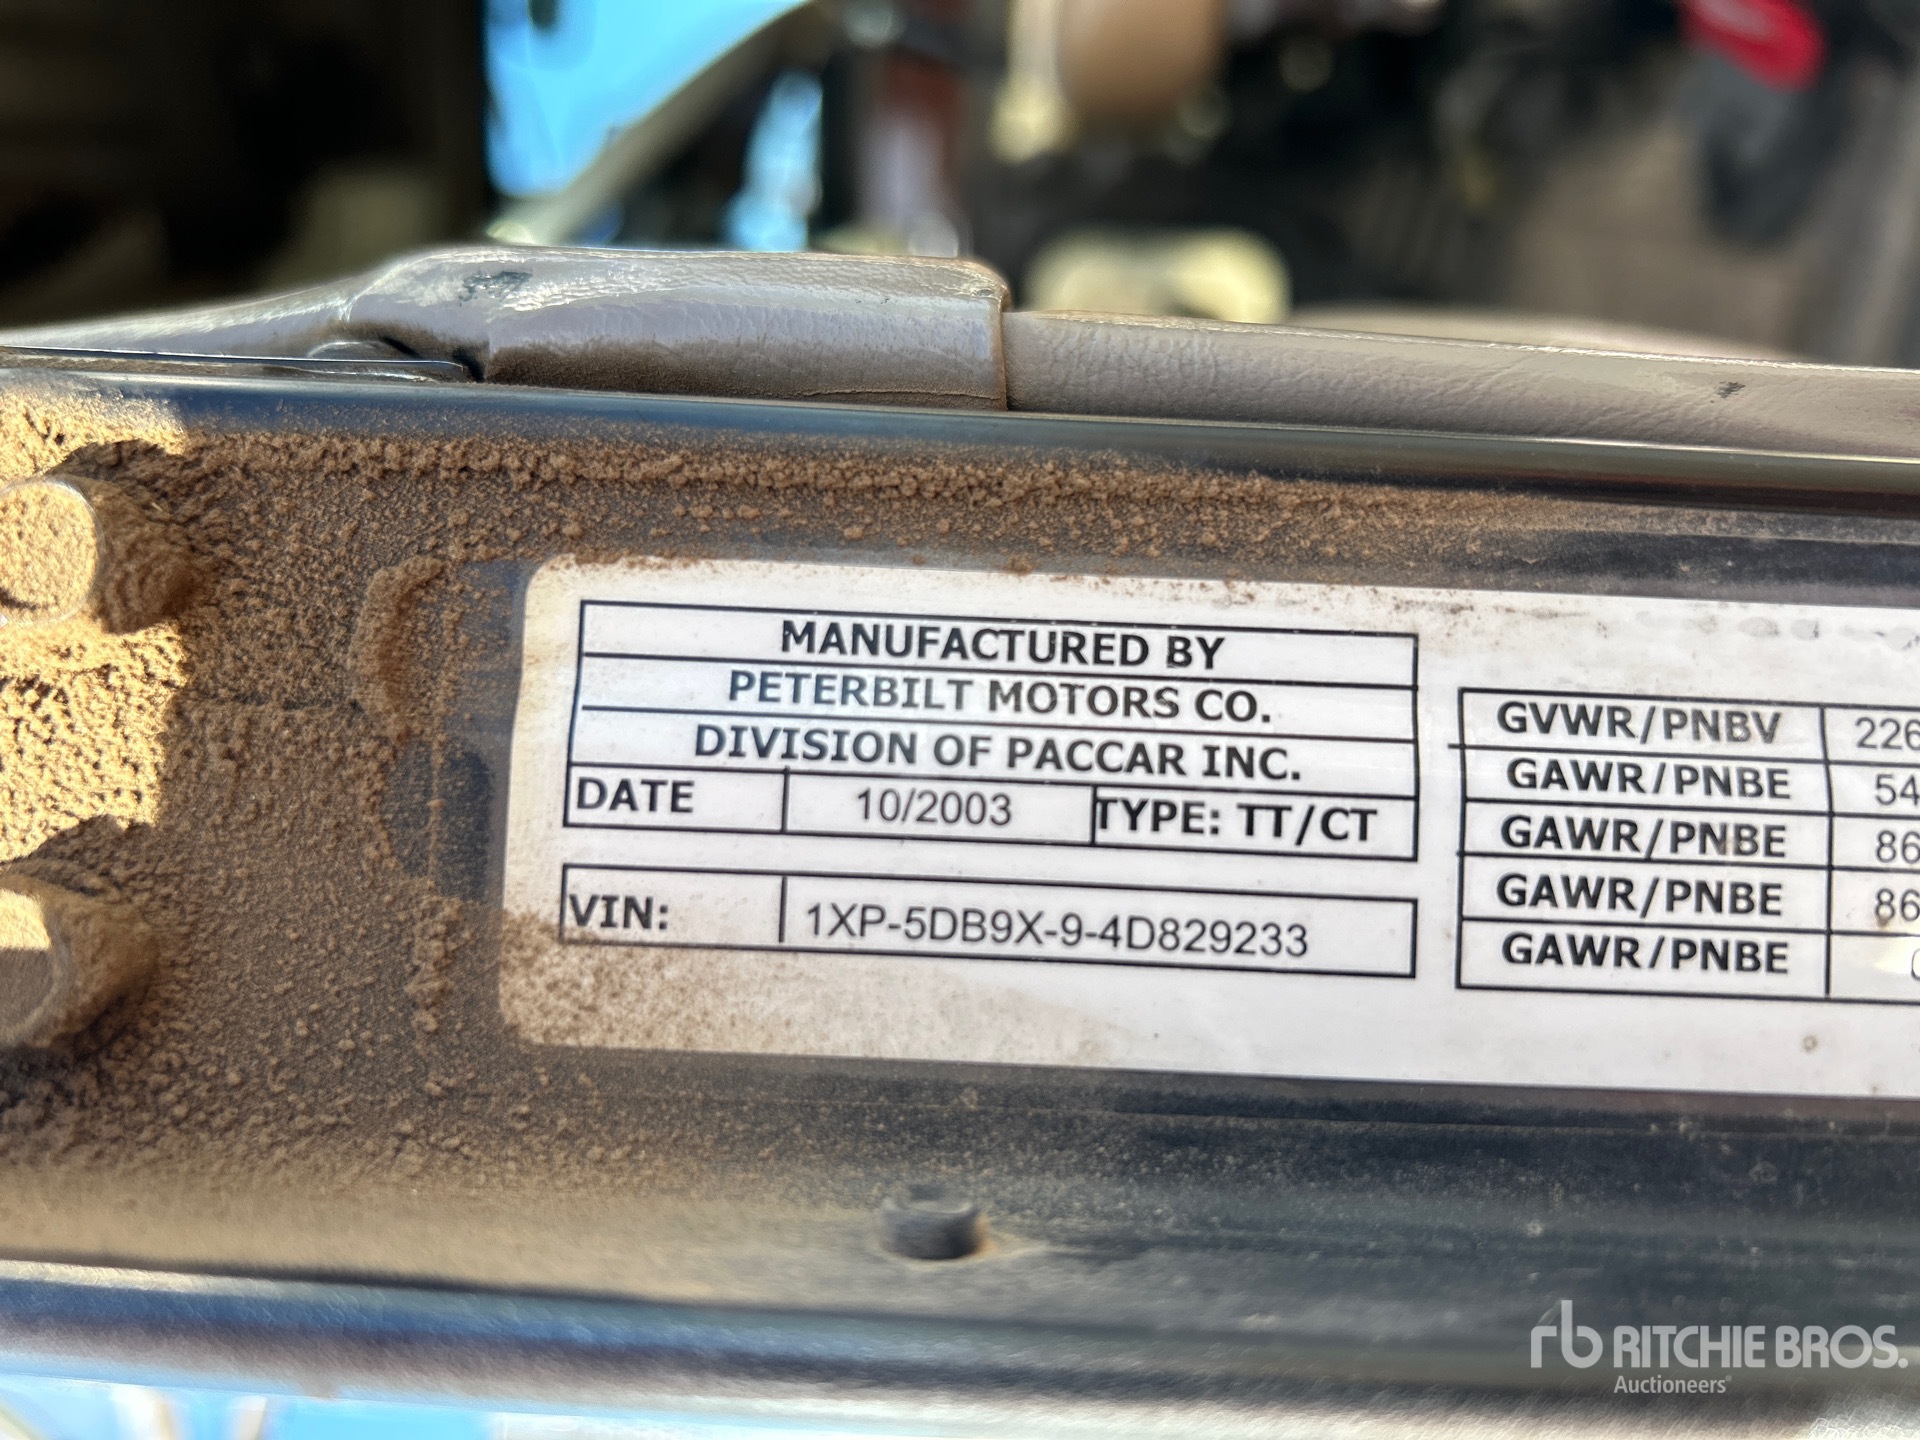 MANUFACTURED BY
PETERBILT MOTORS CO.
DIVISION OF PACCAR INC.
DATE 10/2003 TYPE: TT/CT
VIN: 1XP-5DB9X-9-4D829233
GVWR/PNBV 226
GAWR/PNBE 54
GAWR/PNBE 86
GAWR/PNBE 86
GAWR/PNBE
rb RITCHIE BROS.
Auctioneers